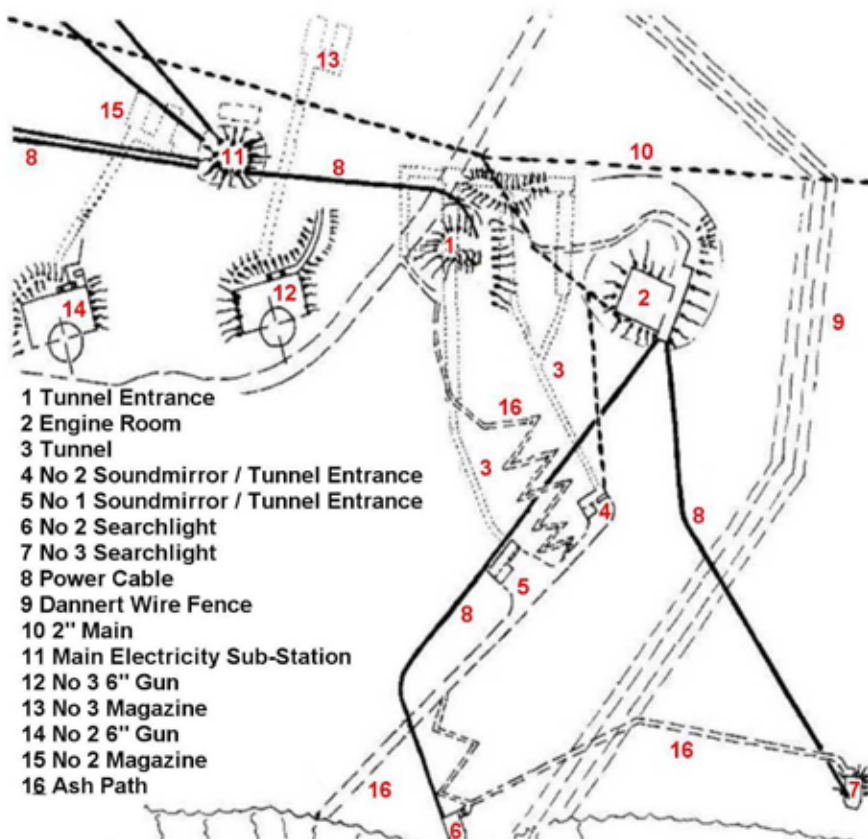 13
15
8
11
8
10
1
14
12
2
9
3
16
3
4
8
5
8
16
16
7
6
1 Tunnel Entrance
2 Engine Room
3 Tunnel
4 No 2 Soundmirror / Tunnel Entrance
5 No 1 Soundmirror / Tunnel Entrance
6 No 2 Searchlight
7 No 3 Searchlight
8 Power Cable
9 Dannert Wire Fence
10 2" Main
11 Main Electricity Sub-Station
12 No 3 6" Gun
13 No 3 Magazine
14 No 2 6" Gun
15 No 2 Magazine
16 Ash Path